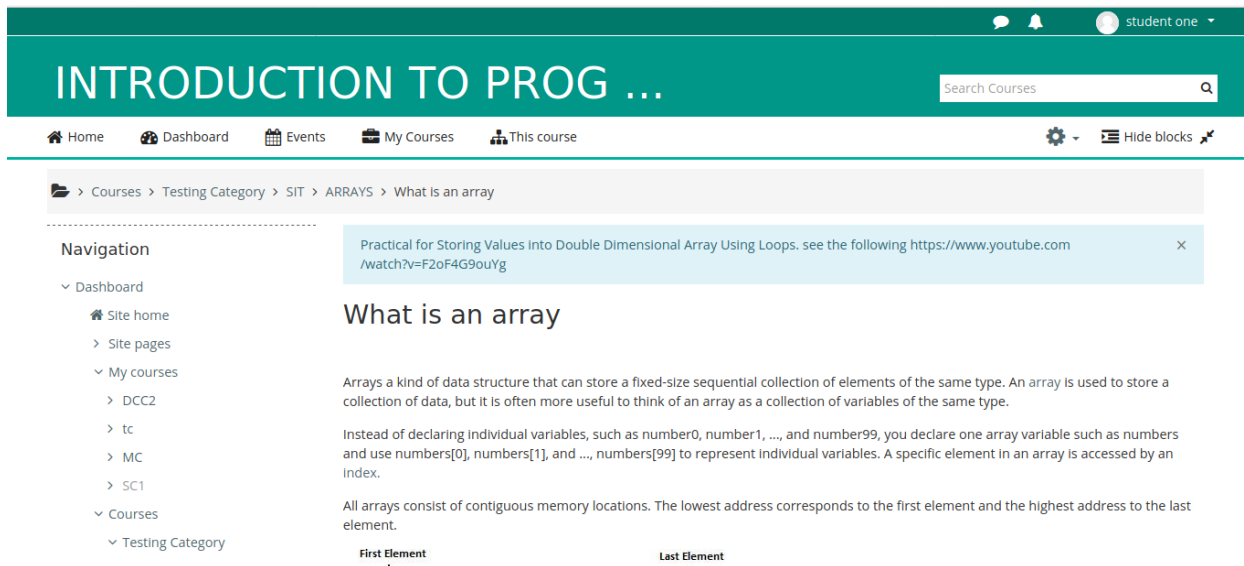 student one
INTRODUCTION TO PROG ...
Search Courses
Home Dashboard Events My Courses This course Hide blocks
> Courses > Testing Category > SIT > ARRAYS > What is an array
Navigation
Dashboard
Site home
Site pages
My courses
DCC2
tc
MC
SC1
Courses
Testing Category
Practical for Storing Values into Double Dimensional Array Using Loops. see the following https://www.youtube.com
/watch?v=F2oF4G9ouYg ×
What is an array
Arrays a kind of data structure that can store a fixed-size sequential collection of elements of the same type. An array is used to store a
collection of data, but it is often more useful to think of an array as a collection of variables of the same type.
Instead of declaring individual variables, such as number0, number1, ..., and number99, you declare one array variable such as numbers
and use numbers[0], numbers[1], and ..., numbers[99] to represent individual variables. A specific element in an array is accessed by an
index.
All arrays consist of contiguous memory locations. The lowest address corresponds to the first element and the highest address to the last
element.
First Element Last Element